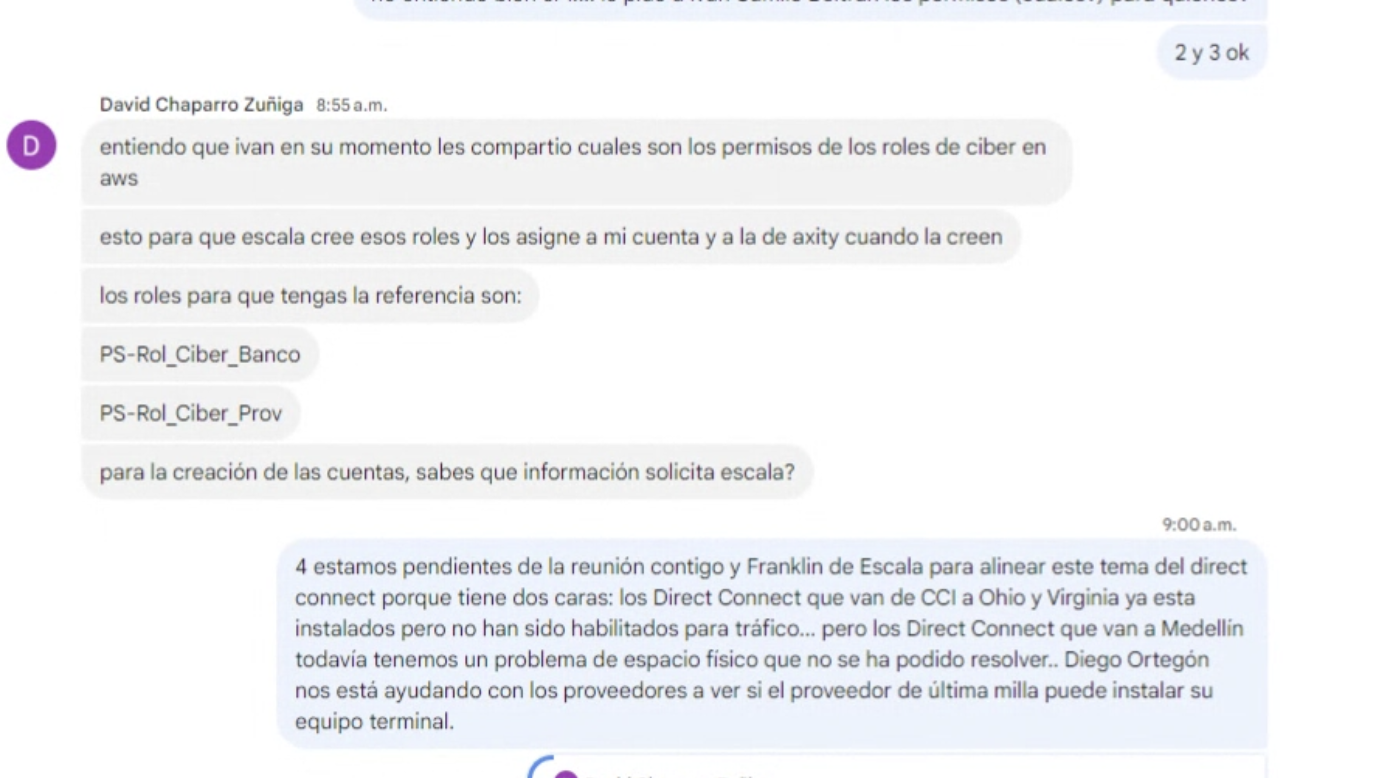 2 y 3 ok
David Chaparro Zuñiga 8:55 a.m.
D
entiendo que ivan en su momento les compartio cuales son los permisos de los roles de ciber en
aws
esto para que escala cree esos roles y los asigne a mi cuenta y a la de axity cuando la creen
los roles para que tengas la referencia son:
PS-Rol_Ciber_Banco
PS-Rol_Ciber_Prov
para la creación de las cuentas, sabes que información solicita escala?
9:00 a.m.
4 estamos pendientes de la reunión contigo y Franklin de Escala para alinear este tema del direct
connect porque tiene dos caras: los Direct Connect que van de CCI a Ohio y Virginia ya esta
instalados pero no han sido habilitados para tráfico... pero los Direct Connect que van a Medellín
todavía tenemos un problema de espacio físico que no se ha podido resolver.. Diego Ortegón
nos está ayudando con los proveedores a ver si el proveedor de última milla puede instalar su
equipo terminal.